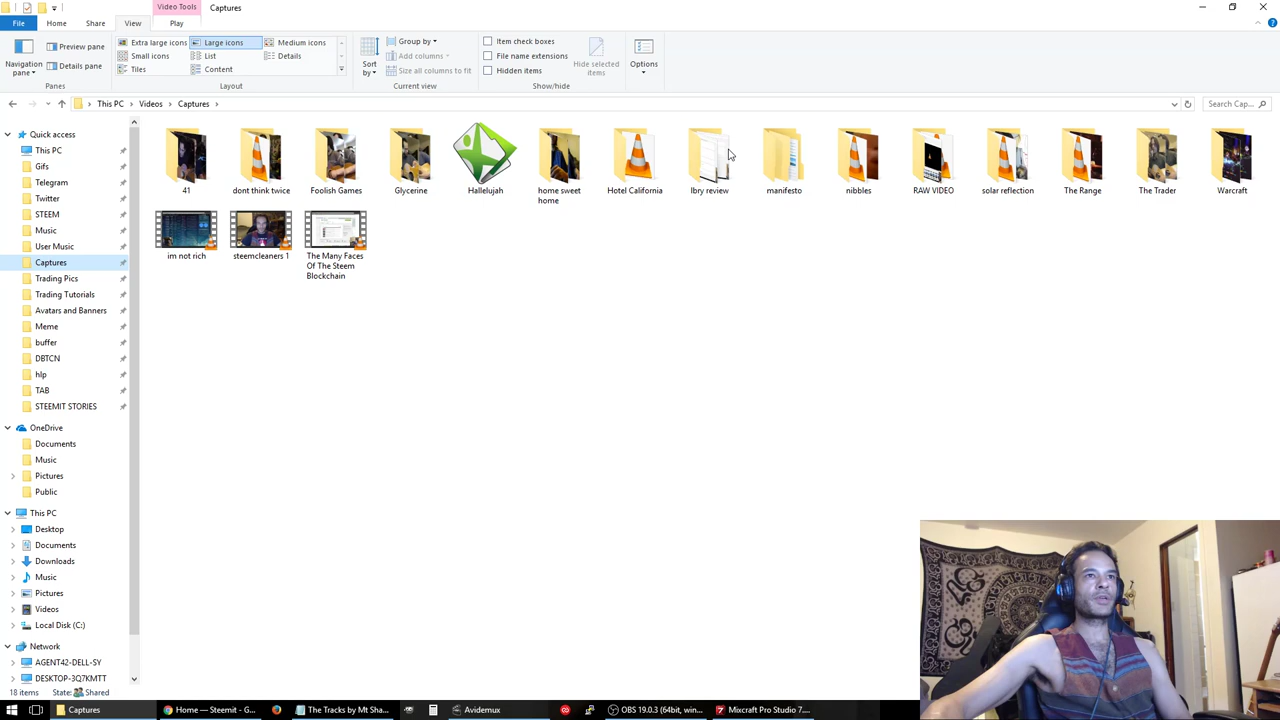 Video Tools
Captures
File
Home
Share
View
Play
Navigation pane
Preview pane
Details pane
Panes
Extra large icons
Large icons
Medium icons
Small icons
List
Details
Tiles
Content
Layout
Sort by
Group by
Add columns
Size all columns to fit
Current view
Item check boxes
File name extensions
Hidden items
Hide selected items
Show/hide
Options
This PC
Videos
Captures
Search Cap...
Quick access
This PC
Gifs
Telegram
Twitter
STEEM
Music
User Music
Captures
Trading Pics
Trading Tutorials
Avatars and Banners
Meme
buffer
DBTCN
hlp
TAB
STEEMIT STORIES
OneDrive
Documents
Music
Pictures
Public
This PC
Desktop
Documents
Downloads
Music
Pictures
Videos
Local Disk (C:)
Network
AGENT42-DELL-SY
DESKTOP-3Q7KMTT
41
dont think twice
Foolish Games
Glycerine
Hallelujah
home sweet home
Hotel California
lbry review
manifesto
nibbles
RAW VIDEO
solar reflection
The Range
The Trader
Warcraft
im not rich
steemcleaners 1
The Many Faces Of The Steem Blockchain
18 items
State:
Shared
Captures
Home — Steemit - G...
The Tracks by Mt Sha...
Avidemux
OBS 19.0.3 (64bit, win...
Mixcraft Pro Studio 7....